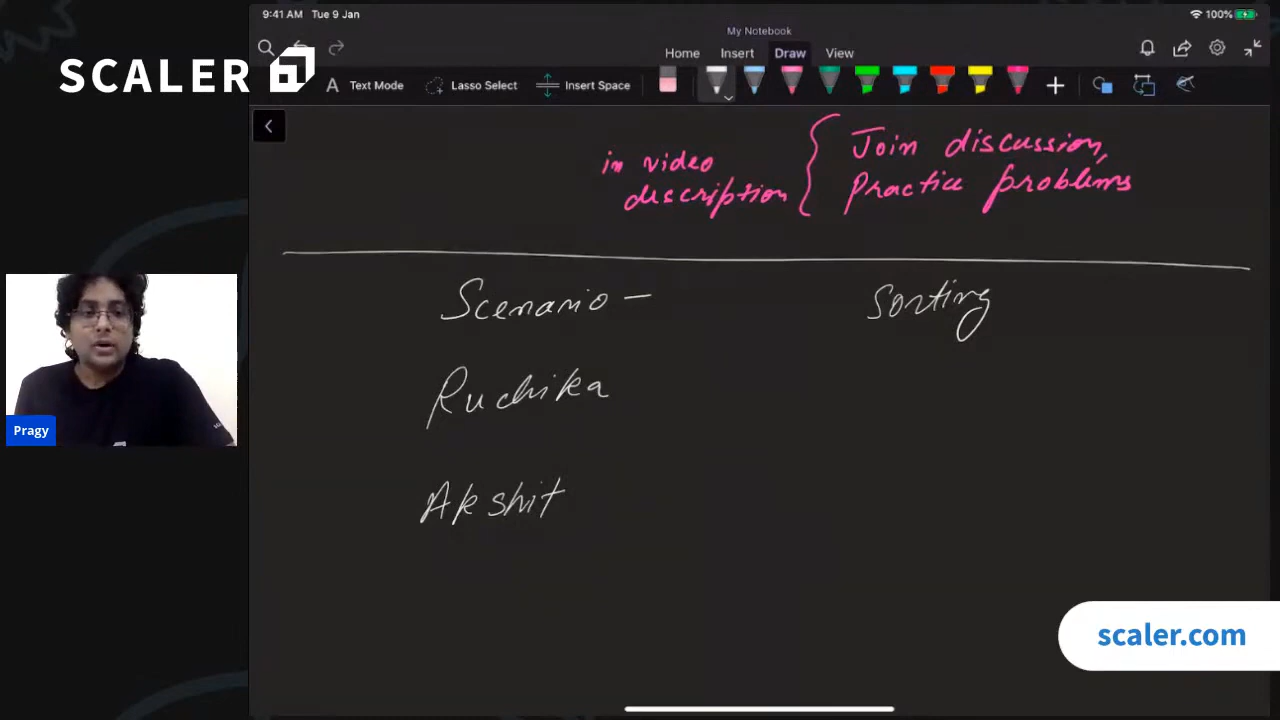 9:41 AM Tue 9 Jan
100%
My Notebook
SCALER
Home Insert Draw View
A Text Mode Lasso Select Insert Space
in video
description
Join discussion,
Practice problems
Scenario - Sorting
Ruchika
Akshit
Pragy
scaler.com